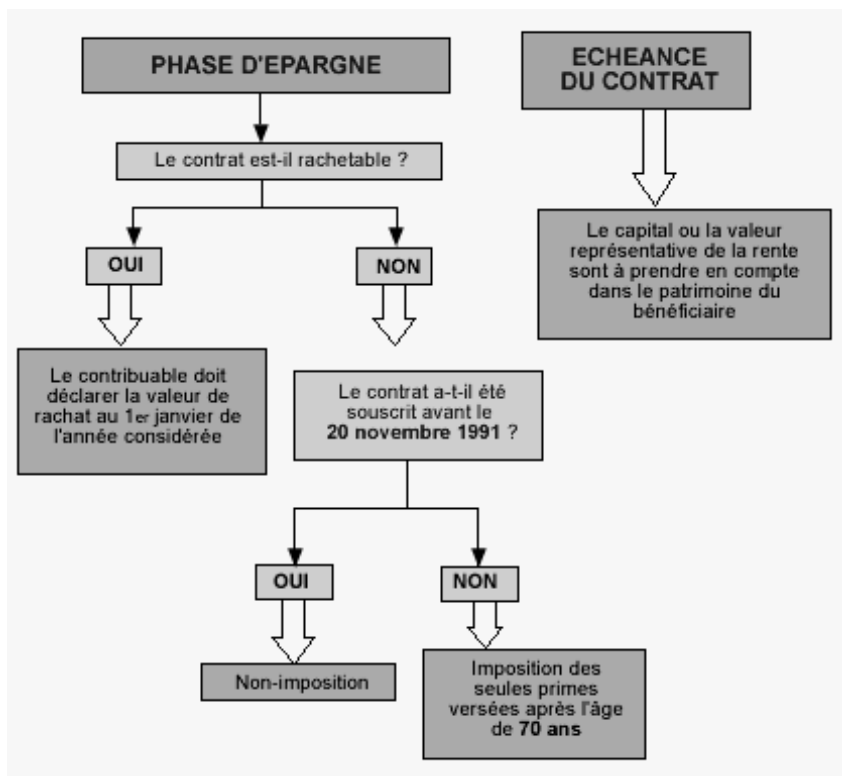 PHASE D'EPARGNE
ECHEANCE
DU CONTRAT
Le contrat est-il rachetable ?
OUI
NON
Le capital ou la valeur
représentative de la rente
sont à prendre en compte
dans le patrimoine du
bénéficiaire
Le contribuable doit
déclarer la valeur de
rachat au 1er janvier de
l'année considérée
Le contrat a-t-il été
souscrit avant le
20 novembre 1991 ?
OUI
NON
Non-imposition
Imposition des
seules primes
versées après l'âge
de 70 ans